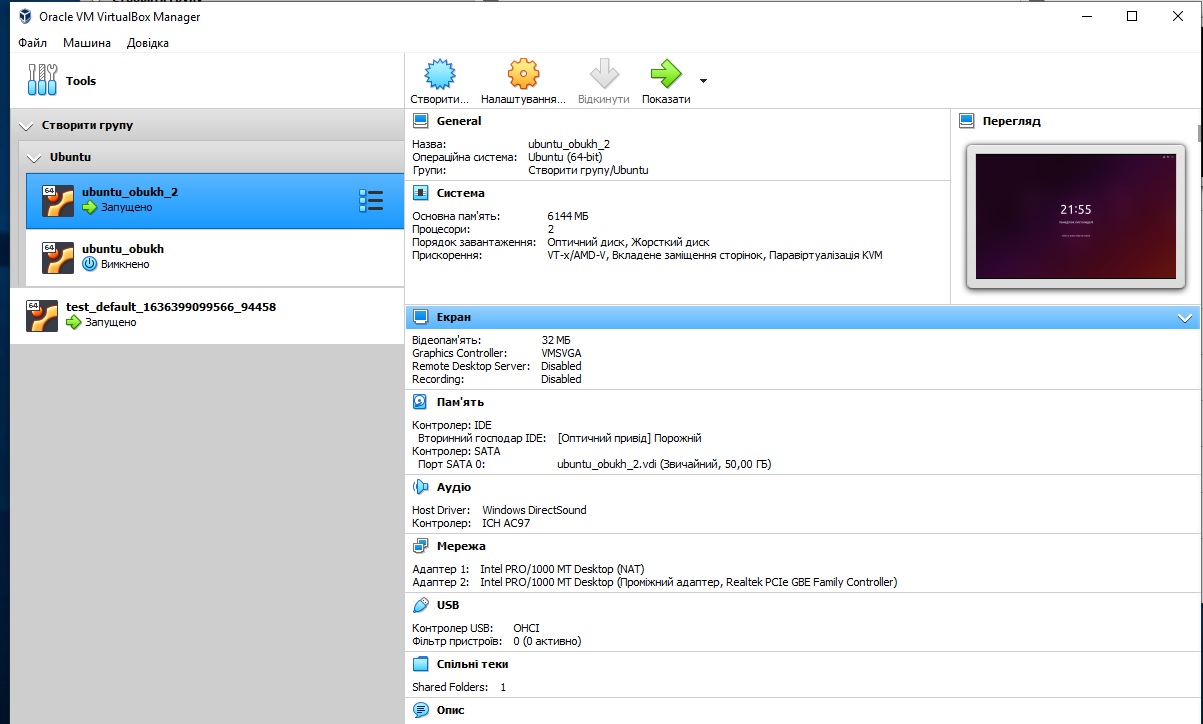 Oracle VM VirtualBox Manager
Файл Машина Довідка
Tools
Створити... Налаштування... Відкинути Показати
Створити групу
Ubuntu
64
ubuntu_obukh_2
Запущено
64
ubuntu_obukh
Вимкнено
64
test_default_1636399099566_94458
Запущено
General
Назва: ubuntu_obukh_2
Операційна система: Ubuntu (64-bit)
Групи: Створити групу/Ubuntu
Система
Основна пам'ять: 6144 МБ
Процесори: 2
Порядок завантаження: Оптичний диск, Жорсткий диск
Прискорення: VT-x/AMD-V, Вкладене заміщення сторінок, Паравіртуалізація KVM
Перегляд
21:55
Екран
Відеопам'ять: 32 МБ
Graphics Controller: VMSVGA
Remote Desktop Server: Disabled
Recording: Disabled
Пам'ять
Контролер: IDE
Вторинний господар IDE: [Оптичний привід] Порожній
Контролер: SATA
Порт SATA 0: ubuntu_obukh_2.vdi (Звичайний, 50,00 ГБ)
Аудіо
Host Driver: Windows DirectSound
Контролер: ICH AC97
Мережа
Адаптер 1: Intel PRO/1000 MT Desktop (NAT)
Адаптер 2: Intel PRO/1000 MT Desktop (Проміжний адаптер, Realtek PCIe GBE Family Controller)
USB
Контролер USB: OHCI
Фільтр пристроїв: 0 (0 активно)
Спільні теки
Shared Folders: 1
Опис